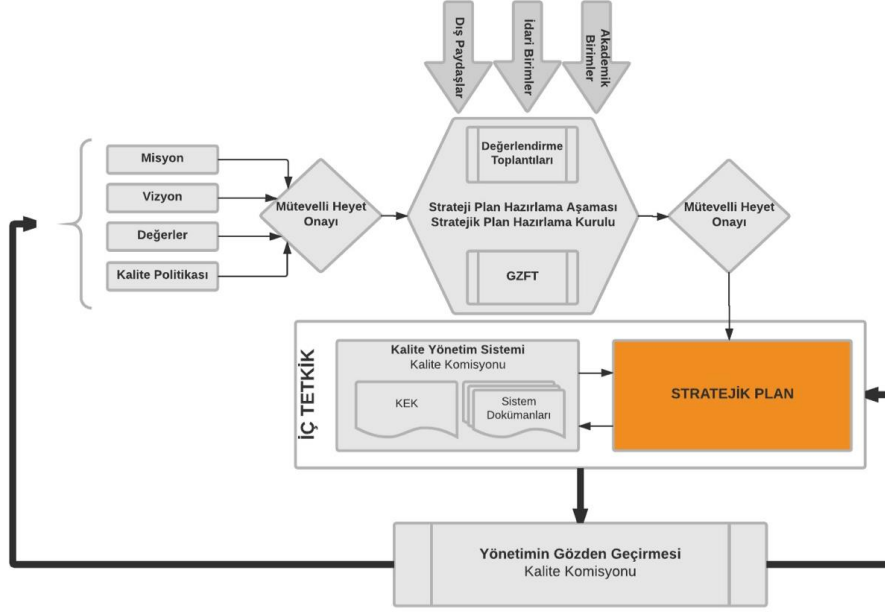 Dış Paydaşlar
İdari Birimler
Akademik
Birimler
Misyon
Vizyon
Değerler
Kalite Politikası
Mütevelli Heyet
Onayı
Değerlendirme
Toplantıları
Strateji Plan Hazırlama Aşaması
Stratejik Plan Hazırlama Kurulu
GZFT
Mütevelli Heyet
Onayı
İÇ TETKİK
Kalite Yönetim Sistemi
Kalite Komisyonu
KEK
Sistem
Dokümanları
STRATEJİK PLAN
Yönetimin Gözden Geçirmesi
Kalite Komisyonu